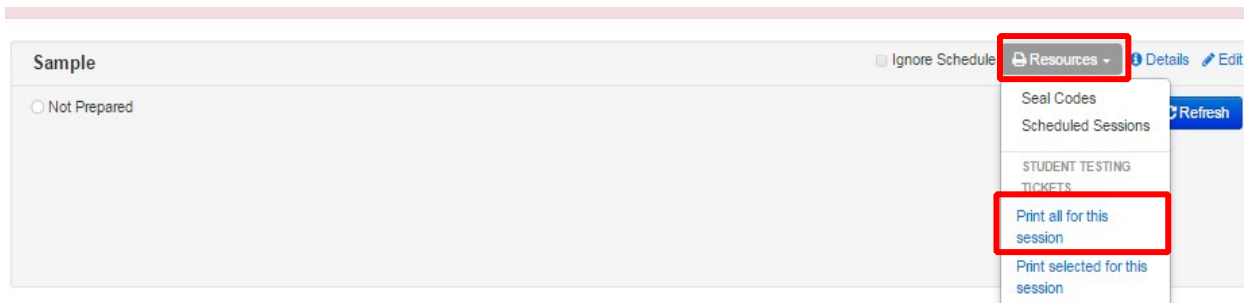 Sample
Ignore Schedule Resources Details Edit
Not Prepared
Refresh
Seal Codes
Scheduled Sessions
STUDENT TESTING
TICKETS
Print all for this
session
Print selected for this
session